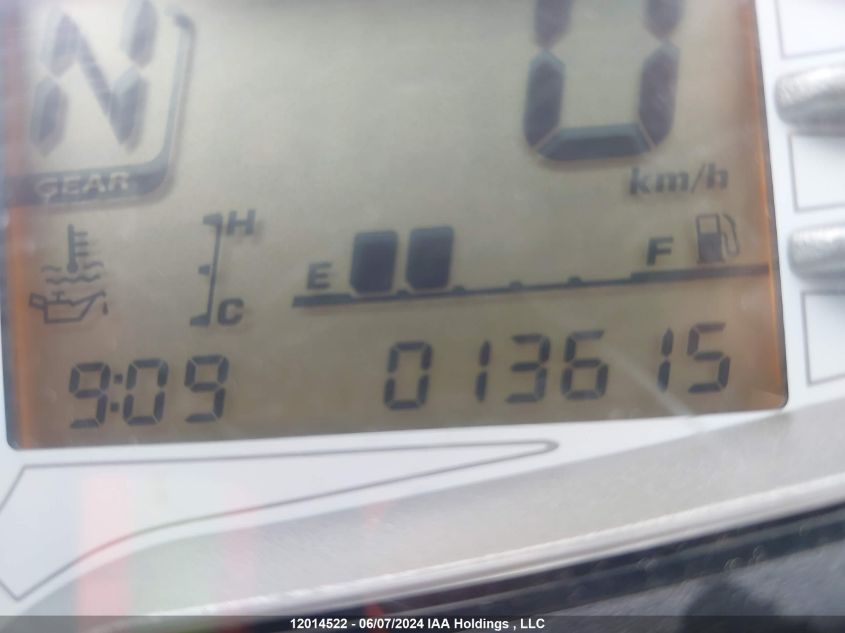 N 0
GEAR km/h
H
E F
C
9:09 013615
12014522 - 06/07/2024 IAA Holdings , LLC